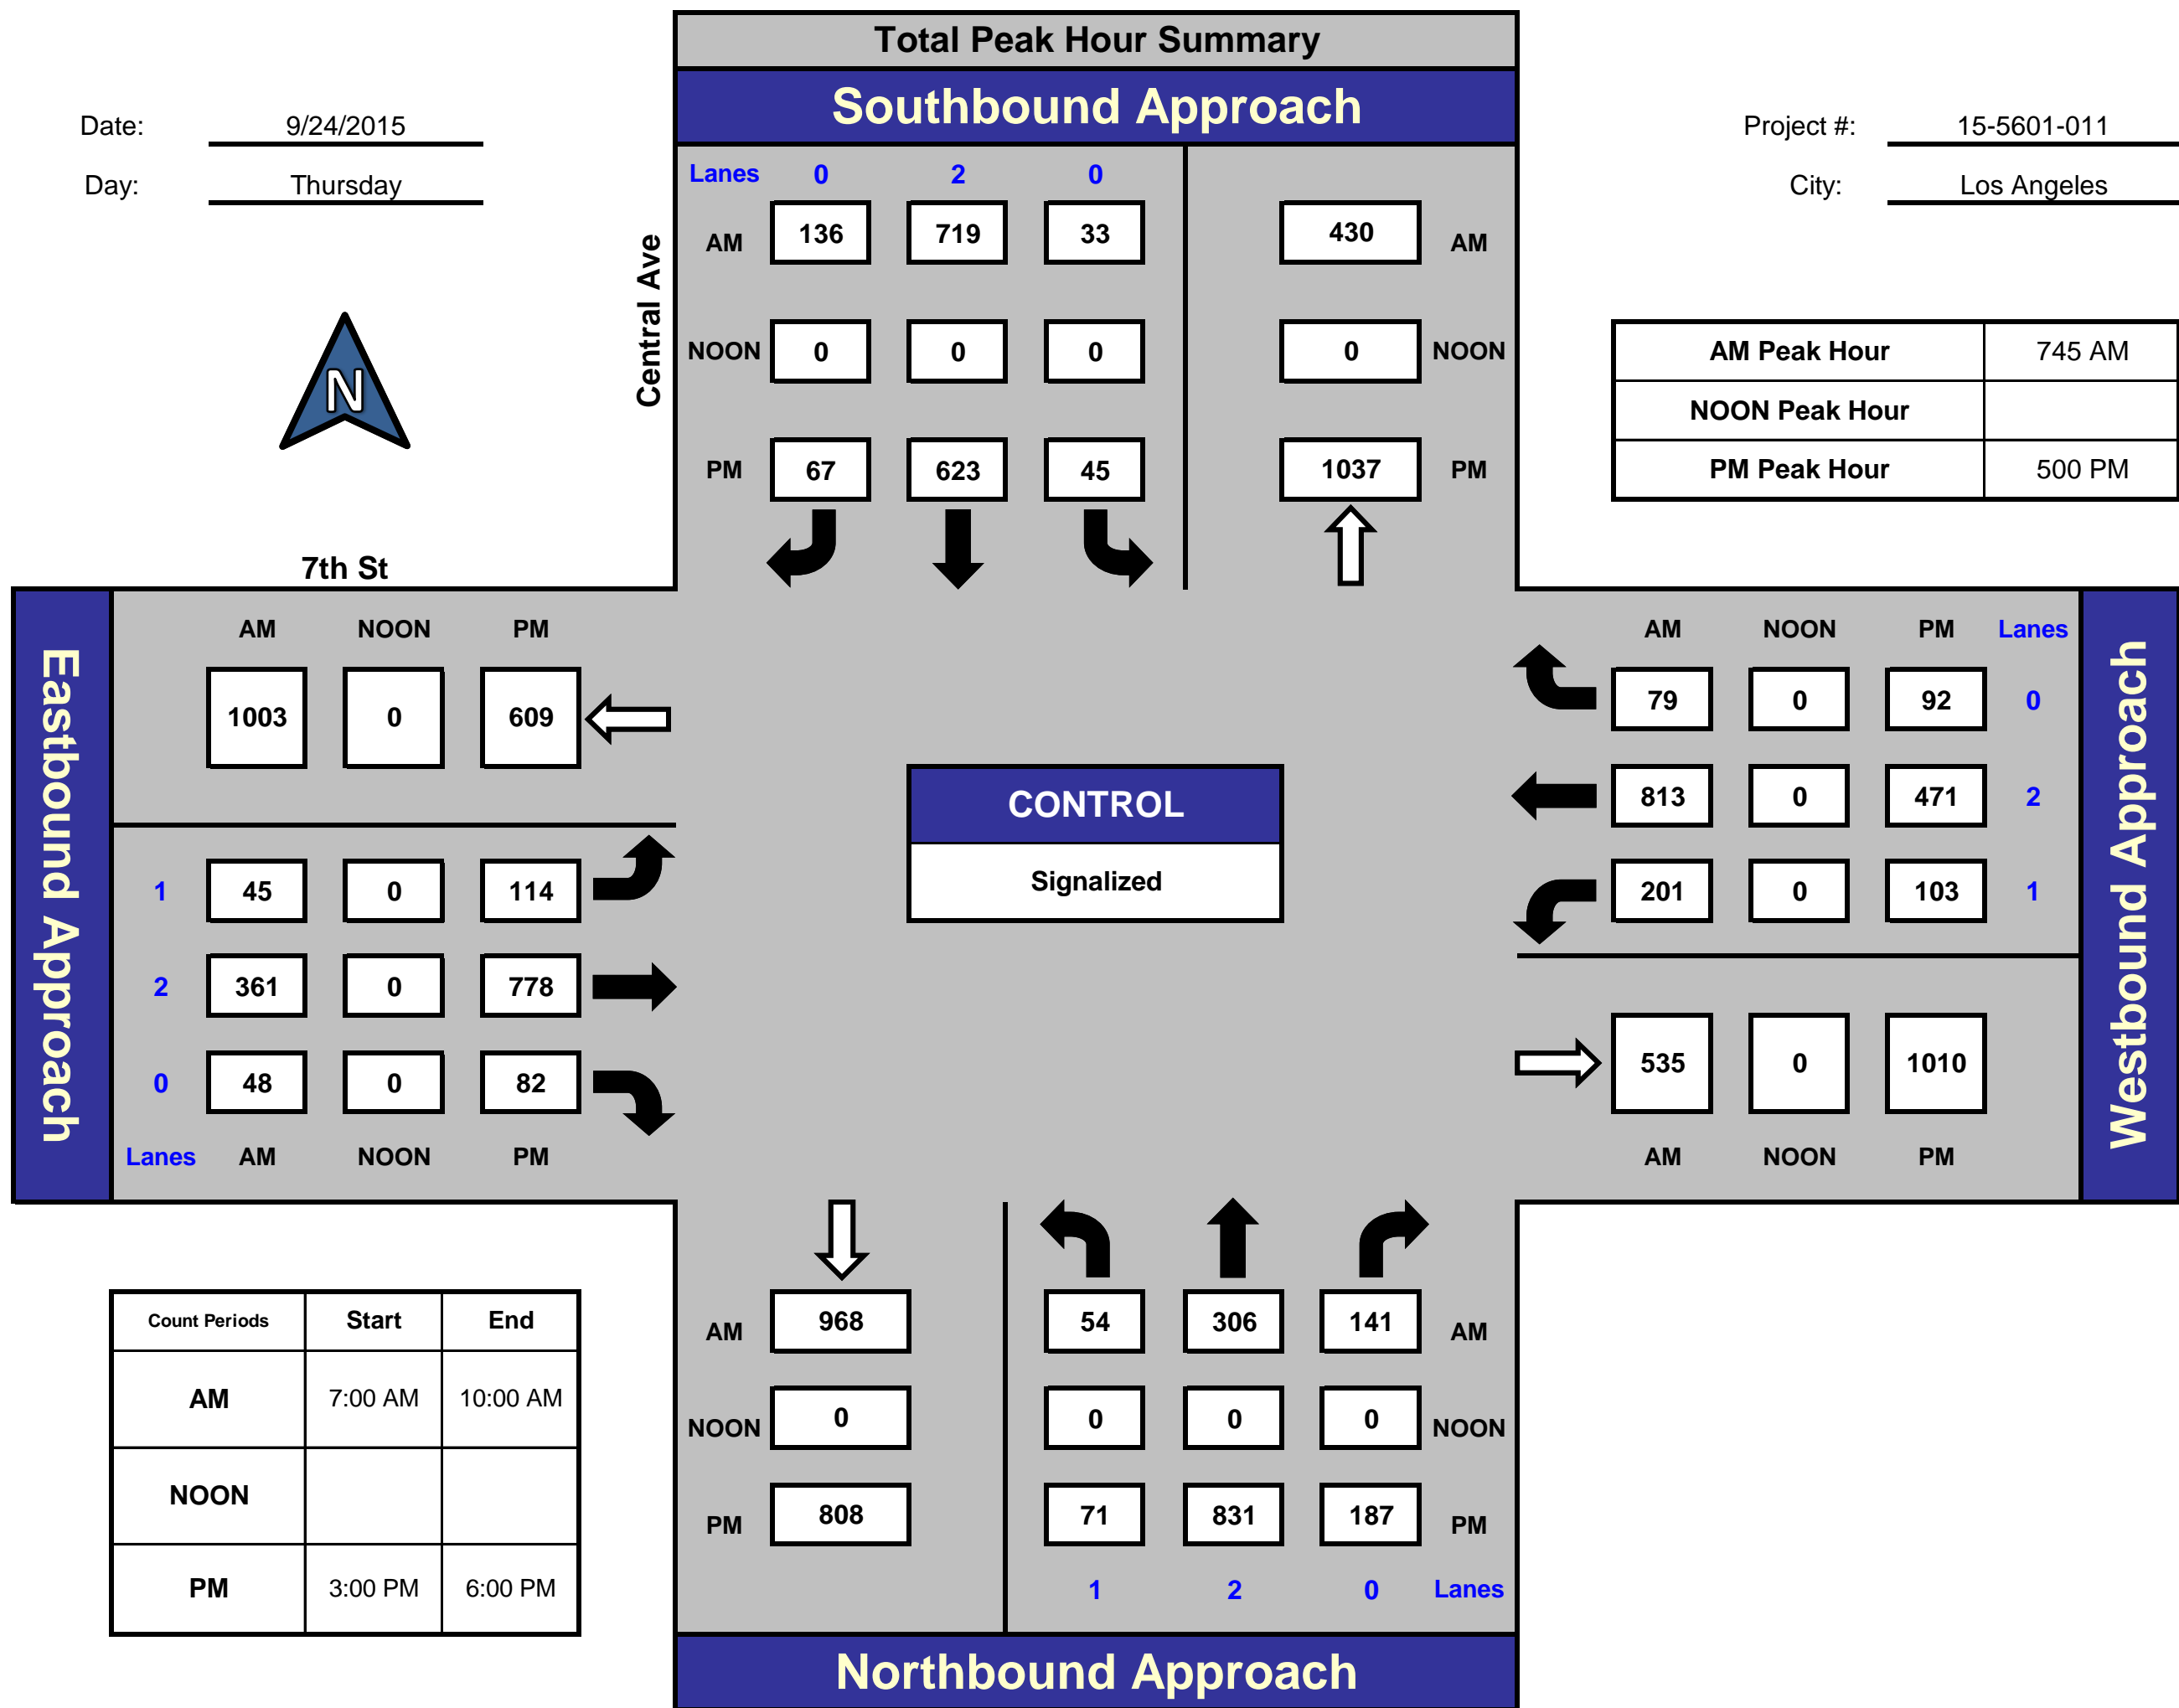 Total Peak Hour Summary
Southbound Approach
Date: 9/24/2015
Day: Thursday
Project #: 15-5601-011
City: Los Angeles
N
Central Ave
Lanes 0 2 0
AM 136 719 33 430 AM
NOON 0 0 0 0 NOON
PM 67 623 45 1037 PM
AM Peak Hour 745 AM
NOON Peak Hour
PM Peak Hour 500 PM
7th St
Eastbound Approach
AM NOON PM
1003 0 609
1 45 0 114
2 361 0 778
0 48 0 82
Lanes AM NOON PM
CONTROL
Signalized
AM NOON PM Lanes
79 0 92 0
813 0 471 2
201 0 103 1
535 0 1010
AM NOON PM
Westbound Approach
Count Periods Start End
AM 7:00 AM 10:00 AM
NOON
PM 3:00 PM 6:00 PM
AM 968 54 306 141 AM
NOON 0 0 0 0 NOON
PM 808 71 831 187 PM
1 2 0 Lanes
Northbound Approach